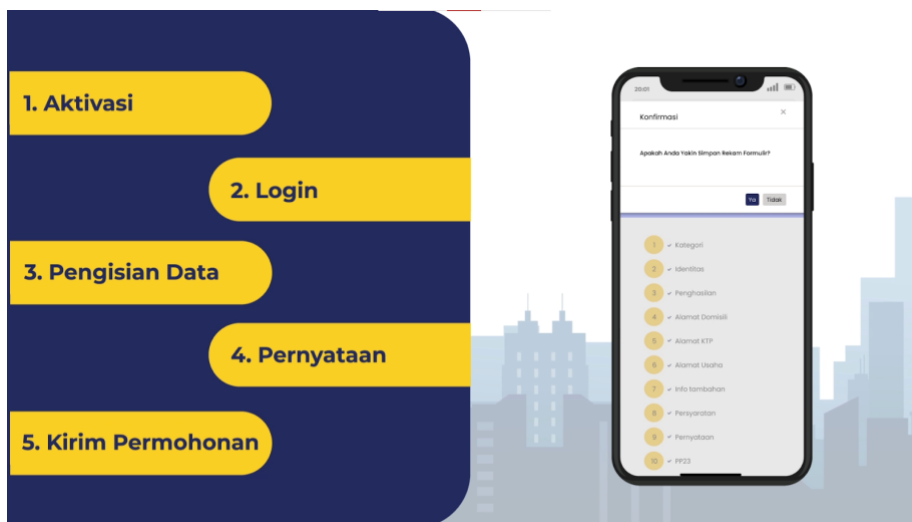 1. Aktivasi
2. Login
3. Pengisian Data
4. Pernyataan
5. Kirim Permohonan
20:01
Konfirmasi
×
Apakah Anda Yakin Simpan Rekam Formulir?
Ya Tidak
1 ✓ Kategori
2 ✓ Identitas
3 ✓ Penghasilan
4 ✓ Alamat Domisili
5 ✓ Alamat KTP
6 ✓ Alamat Usaha
7 ✓ Info tambahan
8 ✓ Persyaratan
9 ✓ Pernyataan
10 ✓ PP23